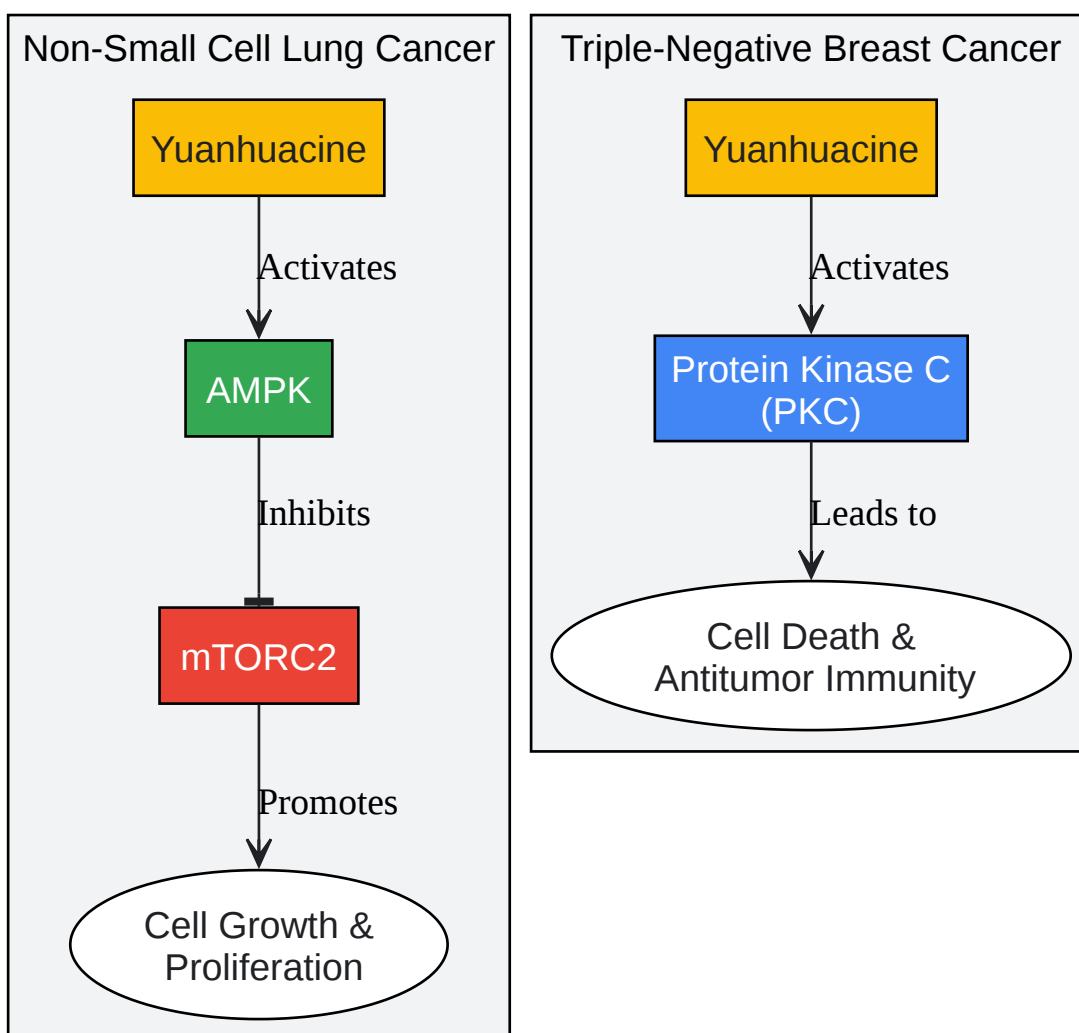 Non-Small Cell Lung Cancer
Yuanhuacine
Activates
AMPK
Inhibits
mTORC2
Promotes
Cell Growth &
Proliferation
Triple-Negative Breast Cancer
Yuanhuacine
Activates
Protein Kinase C
(PKC)
Leads to
Cell Death &
Antitumor Immunity